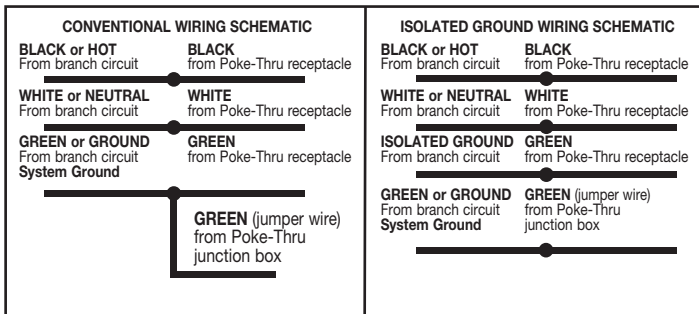 CONVENTIONAL WIRING SCHEMATIC
BLACK or HOT
From branch circuit
BLACK
from Poke-Thru receptacle
WHITE or NEUTRAL
From branch circuit
WHITE
from Poke-Thru receptacle
GREEN or GROUND
From branch circuit
System Ground
GREEN
from Poke-Thru receptacle
GREEN (jumper wire)
from Poke-Thru
junction box
ISOLATED GROUND WIRING SCHEMATIC
BLACK or HOT
From branch circuit
BLACK
from Poke-Thru receptacle
WHITE or NEUTRAL
From branch circuit
WHITE
from Poke-Thru receptacle
ISOLATED GROUND
From branch circuit
GREEN
from Poke-Thru receptacle
GREEN or GROUND
From branch circuit
System Ground
GREEN (jumper wire)
from Poke-Thru
junction box